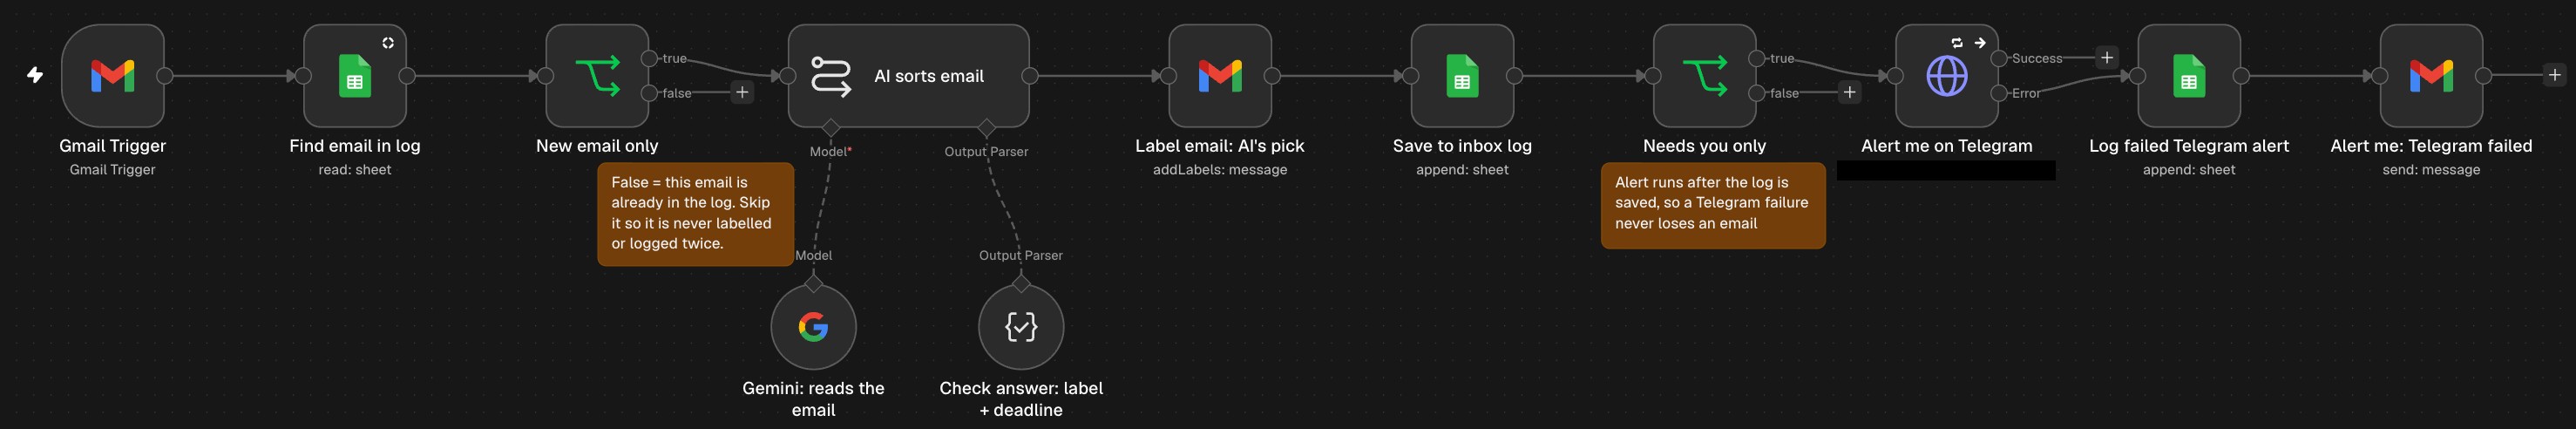 Gmail Trigger
Gmail Trigger
Find email in log
read: sheet
New email only
true
false
False = this email is
already in the log. Skip
it so it is never labelled
or logged twice.
AI sorts email
Model*
Output Parser
Model
Output Parser
Gemini: reads the
email
Check answer: label
+ deadline
Label email: AI's pick
addLabels: message
Save to inbox log
append: sheet
Needs you only
true
false
Alert runs after the log is
saved, so a Telegram failure
never loses an email
Alert me on Telegram
Success
Error
Log failed Telegram alert
append: sheet
Alert me: Telegram failed
send: message